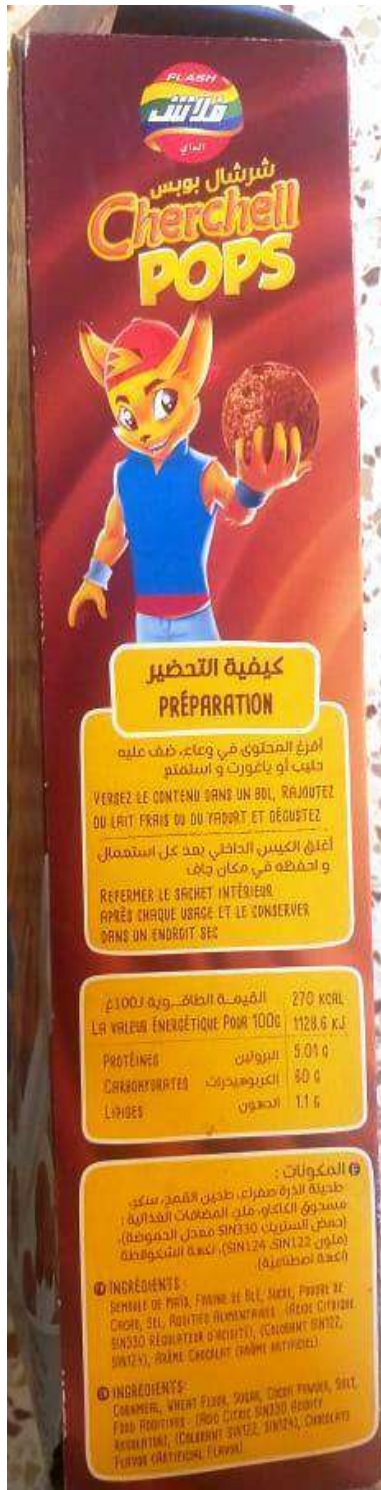 FLASH
فلاش
الداي
شرشال بوبس
Cherchell
POPS
كيفية التحضير
PRÉPARATION
أفرغ المحتوى في وعاء، ضف عليه
حليب أو ياغورت و استمتع
VERSEZ LE CONTENU DANS UN BOL, RAJOUTEZ
DU LAIT FRAIS OU DU YAOURT ET DÉGUSTEZ
أغلق الكيس الداخلي بعد كل استعمال
و احفظه في مكان جاف
REFERMER LE SACHET INTÉRIEUR
APRÈS CHAQUE USAGE ET LE CONSERVER
DANS UN ENDROIT SEC
القيمـة الطاقـوية لـ100غ 270 KCAL
LA VALEUR ÉNERGÉTIQUE POUR 100G 1128.6 KJ
PROTÉINES البروتين 5.01 G
CARBOHYDRATES الكربوهيدرات 60 G
LIPIDES الدهون 1.1 G
المكونات :
طحينة الذرة صفراء، طحين القمح، سكر،
مسحوق الكاكاو، ملح، المضافات الغذائية :
(حمض الستريك SIN330 معدل الحموضة)،
(ملون SIN124 ،SIN122)، نكهة الشكولاطة
(نكهة اصطناعية).
INGRÉDIENTS :
SEMOULE DE MAÏS, FARINE DE BLÉ, SUCRE, POUDRE DE
CACAO, SEL, ADDITIFS ALIMENTAIRES : (ACIDE CITRIQUE
SIN330 RÉGULATEUR D'ACIDITÉ), (COLORANT SIN122,
SIN124), ARÔME CHOCOLAT (ARÔME ARTIFICIEL).
INGREDIENTS:
CORNMEAL, WHEAT FLOUR, SUGAR, COCOA POWDER, SALT,
FOOD ADDITIVES : (ACID CITRIC SIN330 ACIDITY
REGULATOR), (COLORANT SIN122, SIN124), CHOCOLATE
FLAVOR (ARTIFICIAL FLAVOR)